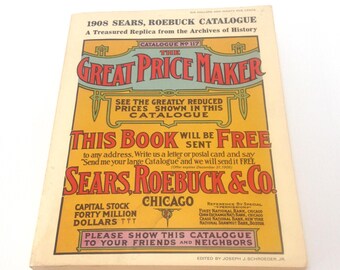 1908 SEARS, ROEBUCK CATALOGUE
A Treasured Replica from the Archives of History
CATALOGUE No 117
THE
GREAT PRICE MAKER
SEE THE GREATLY REDUCED
PRICES SHOWN IN THIS
CATALOGUE
THIS BOOK WILL BE SENT FREE
to any address. Write us a letter or postal card and say
"Send me your large Catalogue" and we will send it FREE.
SEARS, ROEBUCK & CO.
CHICAGO
CAPITAL STOCK
FORTY MILLION
DOLLARS
PLEASE SHOW THIS CATALOGUE
TO YOUR FRIENDS AND NEIGHBORS
EDITED BY JOSEPH J. SCHROEDER, JR.